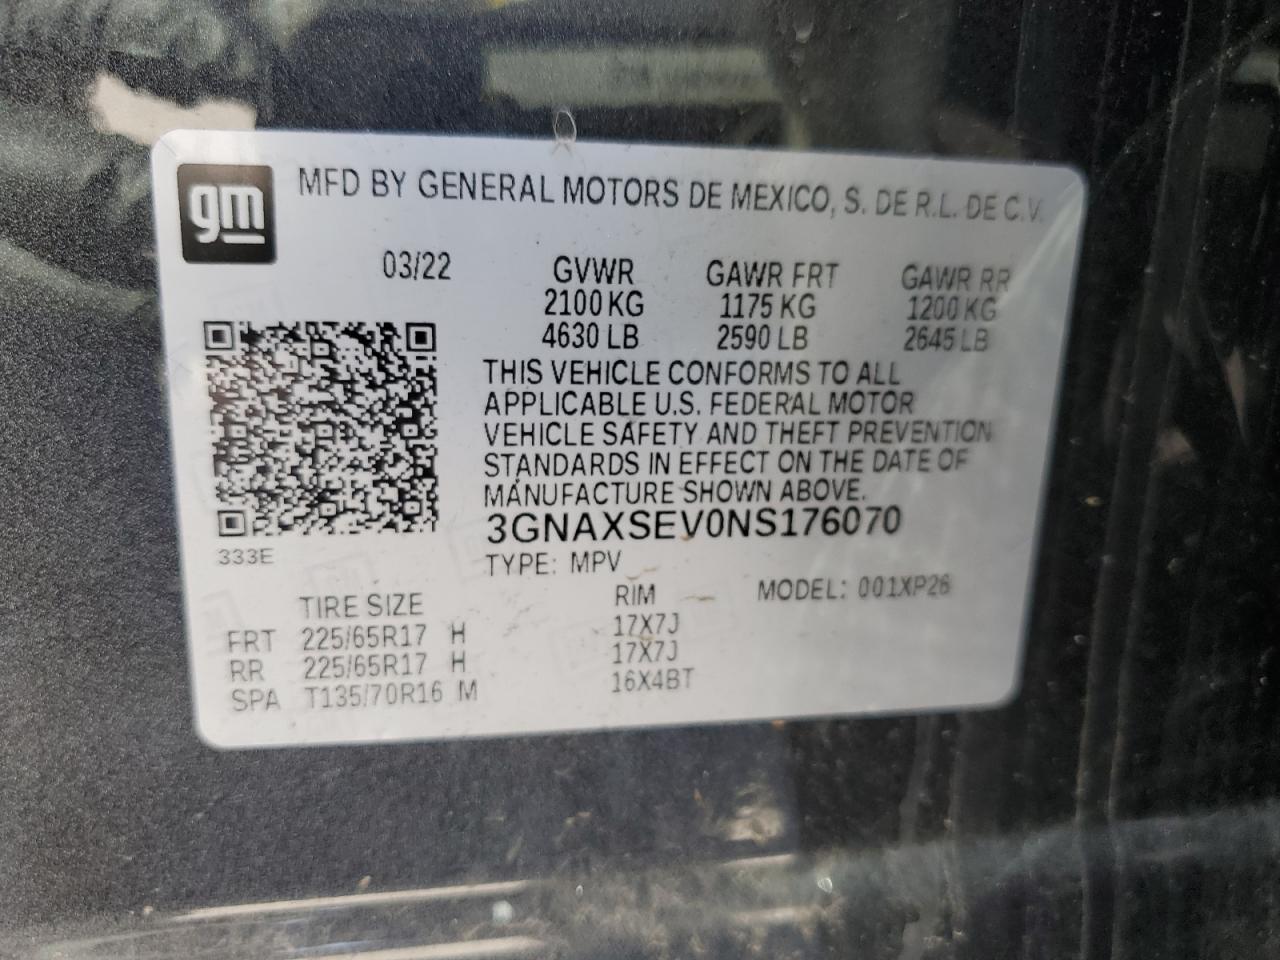 gm
MFD BY GENERAL MOTORS DE MEXICO, S. DE R.L. DE C.V.
03/22
GVWR GAWR FRT GAWR RR
2100 KG 1175 KG 1200 KG
4630 LB 2590 LB 2645 LB
THIS VEHICLE CONFORMS TO ALL
APPLICABLE U.S. FEDERAL MOTOR
VEHICLE SAFETY AND THEFT PREVENTION
STANDARDS IN EFFECT ON THE DATE OF
MANUFACTURE SHOWN ABOVE.
3GNAXSEV0NS176070
333E
TYPE: MPV
MODEL: 001XP26
TIRE SIZE RIM
FRT 225/65R17 H 17X7J
RR 225/65R17 H 17X7J
SPA T135/70R16 M 16X4BT